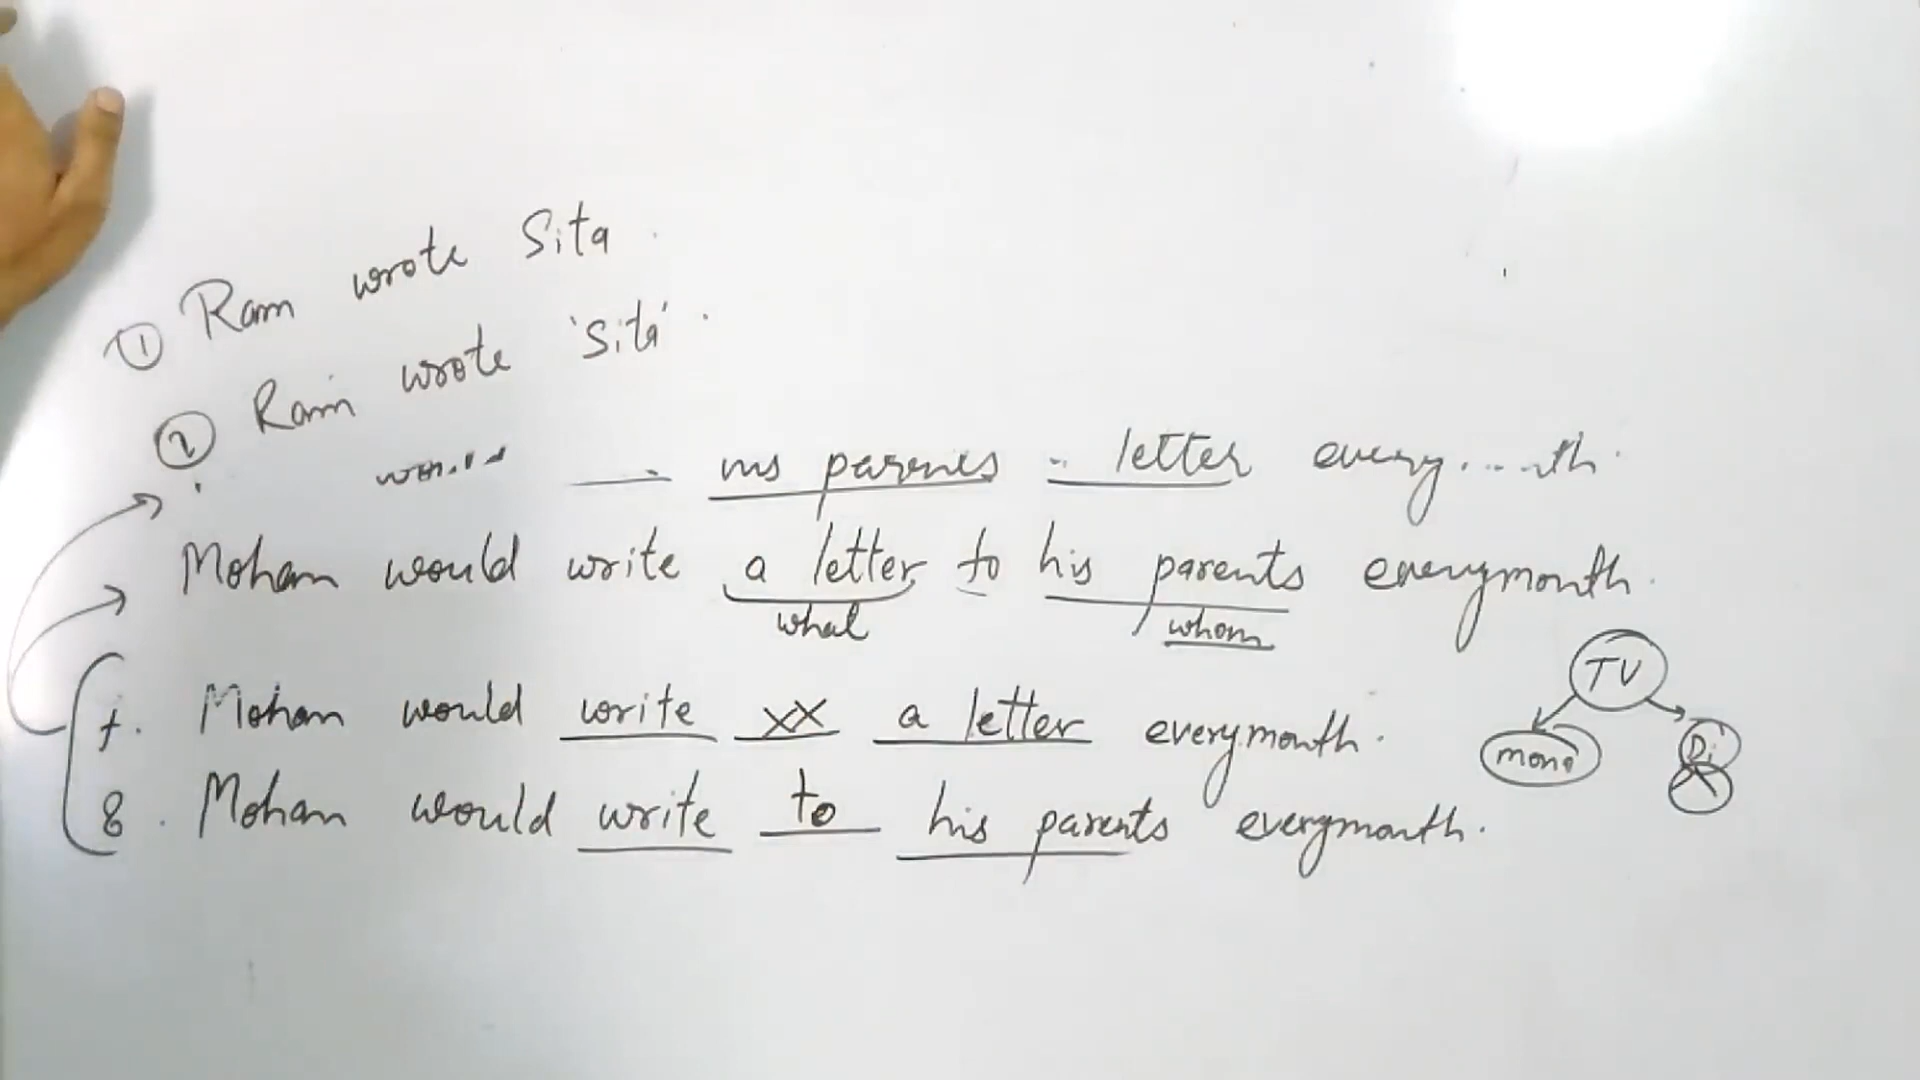 ① Ram wrote Sita.
② Ram wrote 'Sita'.
parents letter
Mohan would write a letter to his parents everymonth.
what whom
7. Mohan would write xx a letter everymonth.
8. Mohan would write to his parents everymonth.
TV
mono Di